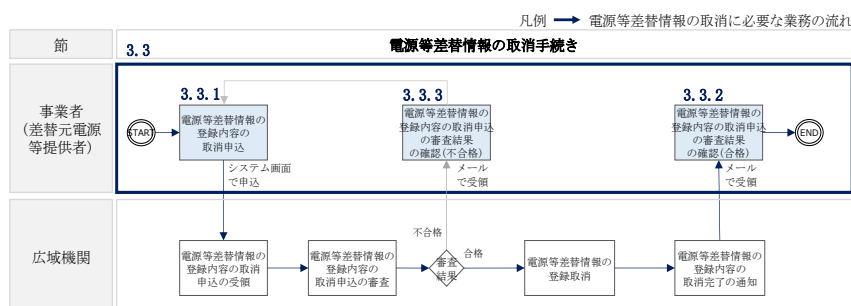 凡例 電源等差替情報の取消に必要な業務の流れ
節
3.3
電源等差替情報の取消手続き
事業者
(差替元電源
等提供者)
START
3.3.1
電源等差替情報の
登録内容の
取消申込
3.3.3
電源等差替情報の
登録内容の取消申込
の審査結果
の確認(不合格)
3.3.2
電源等差替情報の
登録内容の取消申込
の審査結果
の確認(合格)
END
システム画面
で申込
メール
で受領
メール
で受領
広域機関
電源等差替情報の
登録内容の取消
申込の受領
電源等差替情報の
登録内容の
取消申込の審査
不合格
審査
結果
合格
電源等差替情報の
登録取消
電源等差替情報の
登録内容の
取消完了の通知